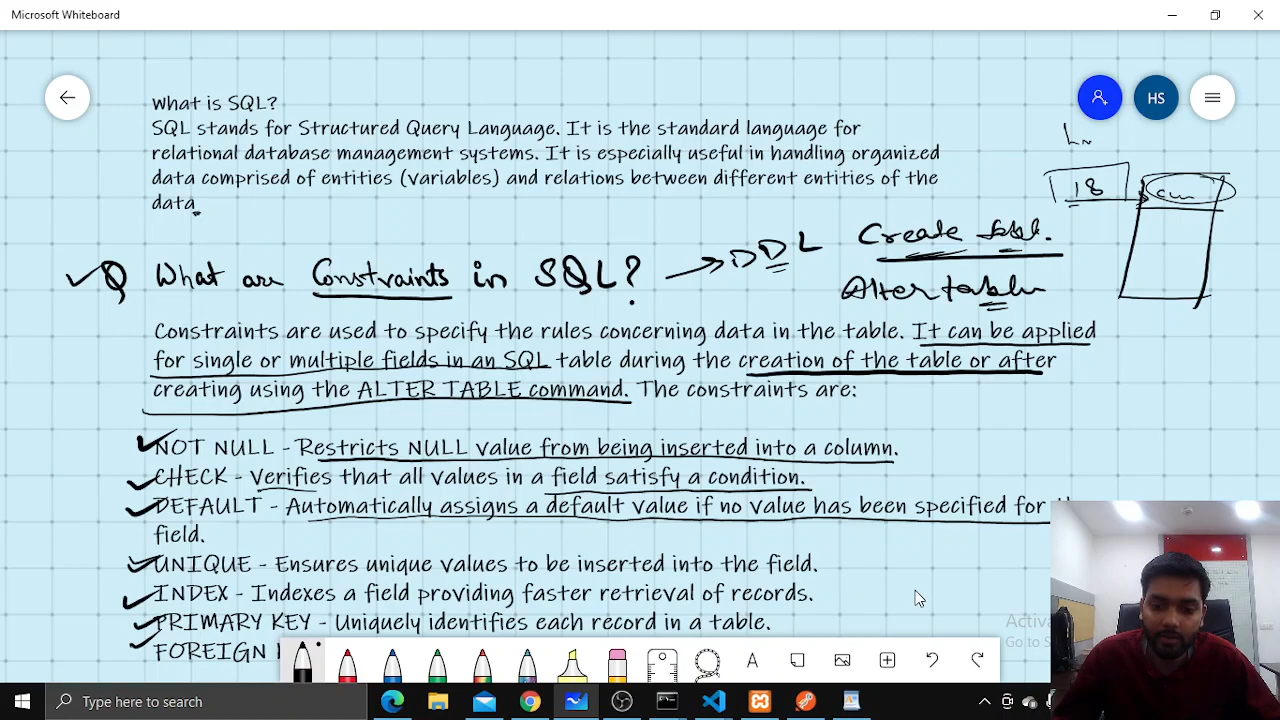 Microsoft Whiteboard
HS
What is SQL?
SQL stands for Structured Query Language. It is the standard language for
relational database management systems. It is especially useful in handling organized
data comprised of entities (variables) and relations between different entities of the
data.
18
Q What are Constraints in SQL? → DDL
Create table.
Alter table
Constraints are used to specify the rules concerning data in the table. It can be applied
for single or multiple fields in an SQL table during the creation of the table or after
creating using the ALTER TABLE command. The constraints are:
NOT NULL - Restricts NULL value from being inserted into a column.
CHECK - Verifies that all values in a field satisfy a condition.
DEFAULT - Automatically assigns a default value if no value has been specified for
field.
UNIQUE - Ensures unique values to be inserted into the field.
INDEX - Indexes a field providing faster retrieval of records.
PRIMARY KEY - Uniquely identifies each record in a table.
FOREIGN
Go to S
Type here to search